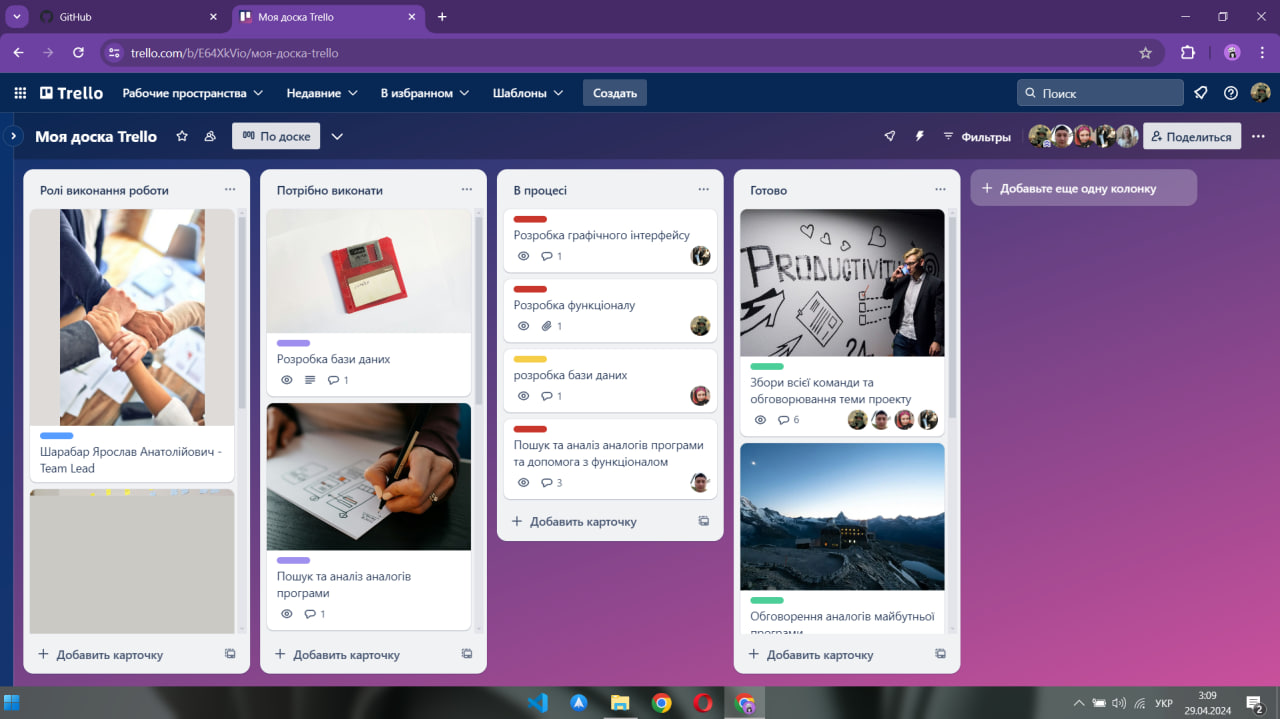 GitHub
Моя доска Trello
trello.com/b/E64XkVio/моя-доска-trello
Trello
Рабочие пространства
Недавние
В избранном
Шаблоны
Создать
Поиск
Моя доска Trello
По доске
Фильтры
Поделиться
Ролі виконання роботи
Шарабар Ярослав Анатолійович -
Team Lead
Добавить карточку
Потрібно виконати
Розробка бази даних
1
Пошук та аналіз аналогів
програми
1
Добавить карточку
В процесі
Розробка графічного інтерфейсу
1
Розробка функціоналу
1
розробка бази даних
1
Пошук та аналіз аналогів програми
та допомога з функціоналом
3
Добавить карточку
Готово
PRODUCTIVIT
Збори всієї команди та
обговорювання теми проекту
6
Обговорення аналогів майбутньої
програми
Добавить карточку
Добавьте еще одну колонку
УКР
3:09
29.04.2024
2